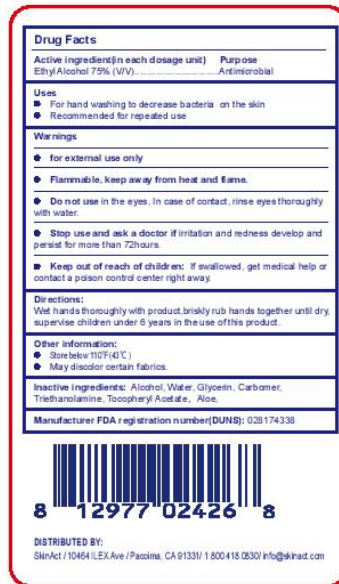 Drug Facts
Active ingredient(in each dosage unit) Purpose
Ethyl Alcohol 75% (V/V)................................Antimicrobial
Uses
For hand washing to decrease bacteria on the skin
Recommended for repeated use
Warnings
for external use only
Flammable, keep away from heat and flame.
Do not use in the eyes, In case of contact, rinse eyes thoroughly
with water.
Stop use and ask a doctor if irritation and redness develop and
persist for more than 72hours.
Keep out of reach of children: If swallowed, get medical help or
contact a poison control center right away.
Directions:
Wet hands thoroughly with product,briskly rub hands together until dry,
supervise children under 6 years in the use of this product.
Other information:
Store below 110°F(43℃)
May discolor certain fabrics.
Inactive ingredients: Alcohol, Water, Glycerin, Carbomer,
Triethanolamine, Tocopheryl Acetate, Aloe,
Manufacturer FDA registration number(DUNS): 028174338
8 12977 02426 8
DISTRIBUTED BY:
SkinAct / 10464 ILEX Ave / Pacoima, CA 91331/ 1.800.418.0830/ info@skinact.com